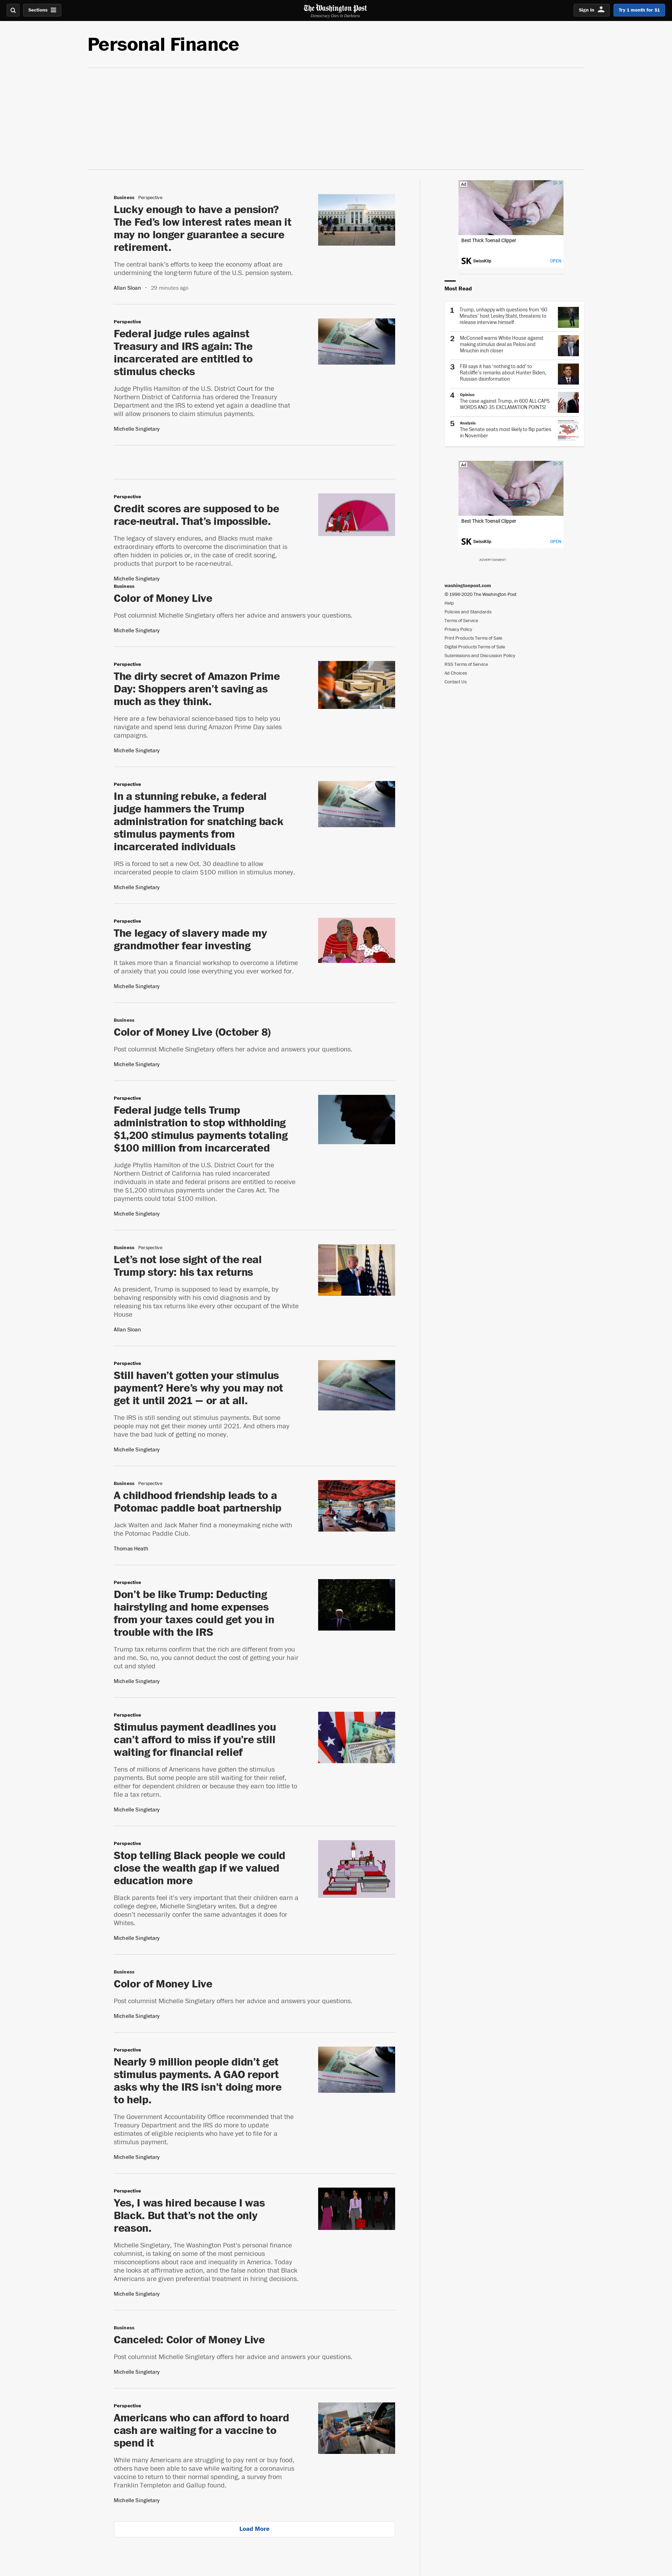 Sections
The Washington Post
Democracy Dies in Darkness
Sign In
Try 1 month for $1
Personal Finance
Business Perspective
Lucky enough to have a pension?
The Fed’s low interest rates mean it
may no longer guarantee a secure
retirement.
The central bank’s efforts to keep the economy afloat are
undermining the long-term future of the U.S. pension system.
Allan Sloan • 29 minutes ago
Perspective
Federal judge rules against
Treasury and IRS again: The
incarcerated are entitled to
stimulus checks
Judge Phyllis Hamilton of the U.S. District Court for the
Northern District of California has ordered the Treasury
Department and the IRS to extend yet again a deadline that
will allow prisoners to claim stimulus payments.
Michelle Singletary
Perspective
Credit scores are supposed to be
race-neutral. That’s impossible.
The legacy of slavery endures, and Blacks must make
extraordinary efforts to overcome the discrimination that is
often hidden in policies or, in the case of credit scoring,
products that purport to be race-neutral.
Michelle Singletary
Business
Color of Money Live
Post columnist Michelle Singletary offers her advice and answers your questions.
Michelle Singletary
Perspective
The dirty secret of Amazon Prime
Day: Shoppers aren’t saving as
much as they think.
Here are a few behavioral science-based tips to help you
navigate and spend less during Amazon Prime Day sales
campaigns.
Michelle Singletary
Perspective
In a stunning rebuke, a federal
judge hammers the Trump
administration for snatching back
stimulus payments from
incarcerated individuals
IRS is forced to set a new Oct. 30 deadline to allow
incarcerated people to claim $100 million in stimulus money.
Michelle Singletary
Perspective
The legacy of slavery made my
grandmother fear investing
It takes more than a financial workshop to overcome a lifetime
of anxiety that you could lose everything you ever worked for.
Michelle Singletary
Business
Color of Money Live (October 8)
Post columnist Michelle Singletary offers her advice and answers your questions.
Michelle Singletary
Perspective
Federal judge tells Trump
administration to stop withholding
$1,200 stimulus payments totaling
$100 million from incarcerated
Judge Phyllis Hamilton of the U.S. District Court for the
Northern District of California has ruled incarcerated
individuals in state and federal prisons are entitled to receive
the $1,200 stimulus payments under the Cares Act. The
payments could total $100 million.
Michelle Singletary
Business Perspective
Let’s not lose sight of the real
Trump story: his tax returns
As president, Trump is supposed to lead by example, by
behaving responsibly with his covid diagnosis and by
releasing his tax returns like every other occupant of the White
House
Allan Sloan
Perspective
Still haven’t gotten your stimulus
payment? Here’s why you may not
get it until 2021 — or at all.
The IRS is still sending out stimulus payments. But some
people may not get their money until 2021. And others may
have the bad luck of getting no money.
Michelle Singletary
Business Perspective
A childhood friendship leads to a
Potomac paddle boat partnership
Jack Walten and Jack Maher find a moneymaking niche with
the Potomac Paddle Club.
Thomas Heath
Perspective
Don’t be like Trump: Deducting
hairstyling and home expenses
from your taxes could get you in
trouble with the IRS
Trump tax returns confirm that the rich are different from you
and me. So, no, you cannot deduct the cost of getting your hair
cut and styled
Michelle Singletary
Perspective
Stimulus payment deadlines you
can’t afford to miss if you’re still
waiting for financial relief
Tens of millions of Americans have gotten the stimulus
payments. But some people are still waiting for their relief,
either for dependent children or because they earn too little to
file a tax return.
Michelle Singletary
Perspective
Stop telling Black people we could
close the wealth gap if we valued
education more
Black parents feel it’s very important that their children earn a
college degree, Michelle Singletary writes. But a degree
doesn’t necessarily confer the same advantages it does for
Whites.
Michelle Singletary
Business
Color of Money Live
Post columnist Michelle Singletary offers her advice and answers your questions.
Michelle Singletary
Perspective
Nearly 9 million people didn’t get
stimulus payments. A GAO report
asks why the IRS isn’t doing more
to help.
The Government Accountability Office recommended that the
Treasury Department and the IRS do more to update
estimates of eligible recipients who have yet to file for a
stimulus payment.
Michelle Singletary
Perspective
Yes, I was hired because I was
Black. But that’s not the only
reason.
Michelle Singletary, The Washington Post’s personal finance
columnist, is taking on some of the most pernicious
misconceptions about race and inequality in America. Today
she looks at affirmative action, and the false notion that Black
Americans are given preferential treatment in hiring decisions.
Michelle Singletary
Business
Canceled: Color of Money Live
Post columnist Michelle Singletary offers her advice and answers your questions.
Michelle Singletary
Perspective
Americans who can afford to hoard
cash are waiting for a vaccine to
spend it
While many Americans are struggling to pay rent or buy food,
others have been able to save while waiting for a coronavirus
vaccine to return to their normal spending, a survey from
Franklin Templeton and Gallup found.
Michelle Singletary
Load More
Ad
Best Thick Toenail Clipper
SK SwissKlip OPEN
Most Read
1 Trump, unhappy with questions from ‘60
Minutes’ host Lesley Stahl, threatens to
release interview himself
2 McConnell warns White House against
making stimulus deal as Pelosi and
Mnuchin inch closer
3 FBI says it has ‘nothing to add’ to
Ratcliffe’s remarks about Hunter Biden,
Russian disinformation
4 Opinion
The case against Trump, in 600 ALL-CAPS
WORDS AND 35 EXCLAMATION POINTS!
5 Analysis
The Senate seats most likely to flip parties
in November
Ad
Best Thick Toenail Clipper
SK SwissKlip OPEN
ADVERTISEMENT
washingtonpost.com
© 1996-2020 The Washington Post
Help
Policies and Standards
Terms of Service
Privacy Policy
Print Products Terms of Sale
Digital Products Terms of Sale
Submissions and Discussion Policy
RSS Terms of Service
Ad Choices
Contact Us